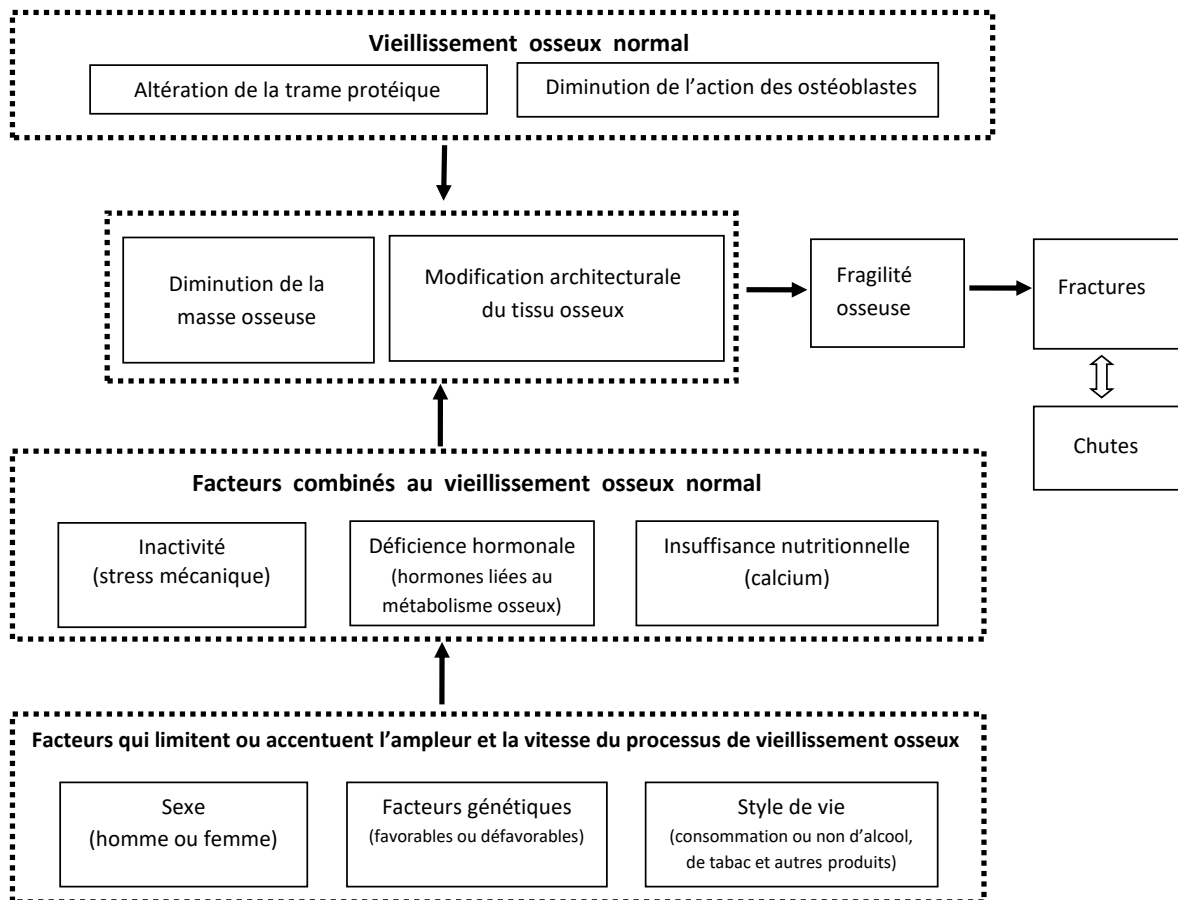 Vieillissement osseux normal
Altération de la trame protéique
Diminution de l'action des ostéoblastes
Diminution de la
masse osseuse
Modification architecturale
du tissu osseux
Fragilité
osseuse
Fractures
Chutes
Facteurs combinés au vieillissement osseux normal
Inactivité
(stress mécanique)
Déficience hormonale
(hormones liées au
métabolisme osseux)
Insuffisance nutritionnelle
(calcium)
Facteurs qui limitent ou accentuent l'ampleur et la vitesse du processus de vieillissement osseux
Sexe
(homme ou femme)
Facteurs génétiques
(favorables ou défavorables)
Style de vie
(consommation ou non d'alcool,
de tabac et autres produits)